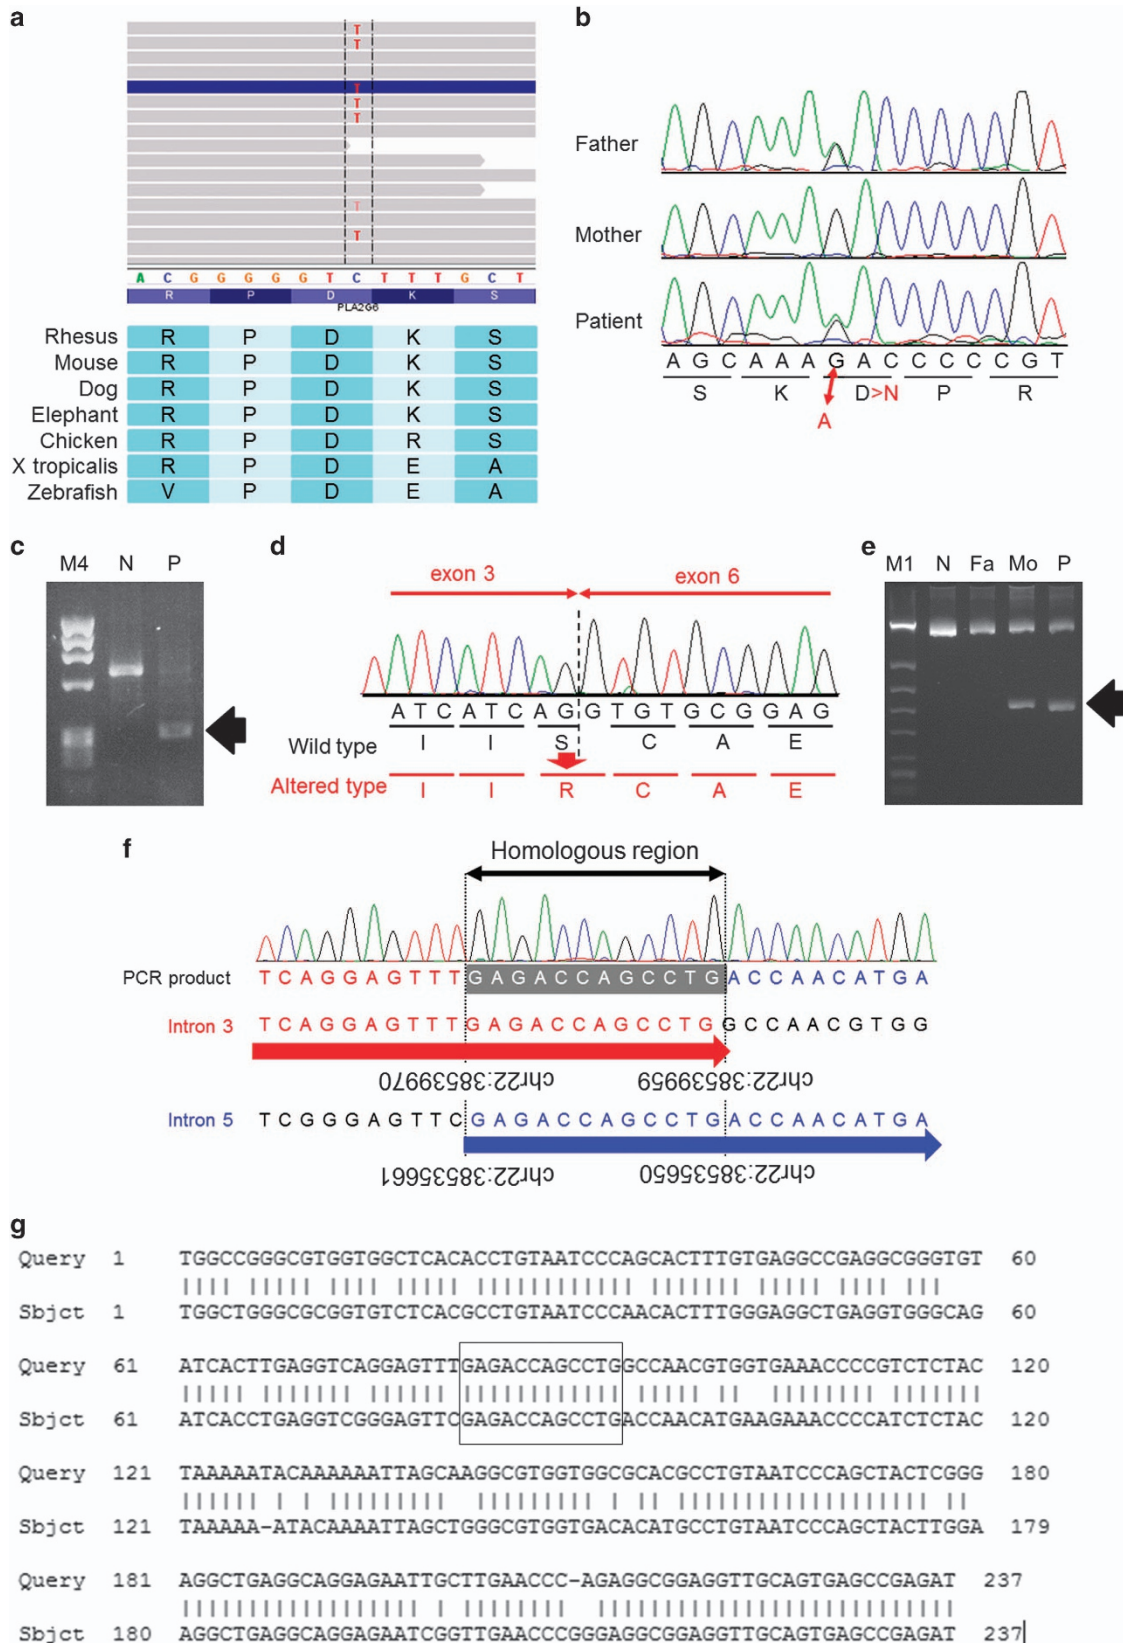 a
T
T
T
T
T
T
T
A C G G G G G T C T T T G C T
R P D K S
PLA2G6
Rhesus R P D K S
Mouse R P D K S
Dog R P D K S
Elephant R P D K S
Chicken R P D R S
X tropicalis R P D E A
Zebrafish V P D E A
b
Father
Mother
Patient
A G C A A A G A C C C C C G T
S K D>N P R
A
c
M4 N P
d
exon 3 exon 6
A T C A T C A G G T G T G C G G A G
Wild type I I S C A E
Altered type I I R C A E
e
M1 N Fa Mo P
f
Homologous region
PCR product T C A G G A G T T T G A G A C C A G C C T G A C C A A C A T G A
Intron 3 T C A G G A G T T T G A G A C C A G C C T G G C C A A C G T G G
chr22:38539970 chr22:38539959
Intron 5 T C G G G A G T T C G A G A C C A G C C T G A C C A A C A T G A
chr22:38535661 chr22:38535650
g
Query 1 TGGCCGGGCGTGGTGGCTCACACCTGTAATCCCAGCACTTTGTGAGGCCGAGGCGGGTGT 60
Sbjct 1 TGGCTGGGCGCGGTGTCTCACGCCTGTAATCCCAACACTTTGGGAGGCTGAGGTGGGCAG 60
Query 61 ATCACTTGAGGTCAGGAGTTTGAGACCAGCCTGGCCAACGTGGTGAAACCCCGTCTCTAC 120
Sbjct 61 ATCACCTGAGGTCGGGAGTTCGAGACCAGCCTGACCAACATGAAGAAACCCCATCTCTAC 120
Query 121 TAAAAATACAAAAAATTAGCAAGGCGTGGTGGCGCACGCCTGTAATCCCAGCTACTCGGG 180
Sbjct 121 TAAAAA-ATACAAAATTAGCTGGGCGTGGTGACACATGCCTGTAATCCCAGCTACTTGGA 179
Query 181 AGGCTGAGGCAGGAGAATTGCTTGAACCC-AGAGGCGGAGGTTGCAGTGAGCCGAGAT 237
Sbjct 180 AGGCTGAGGCAGGAGAATCGGTTGAACCCGGGAGGCGGAGGTTGCAGTGAGCCGAGAT 237